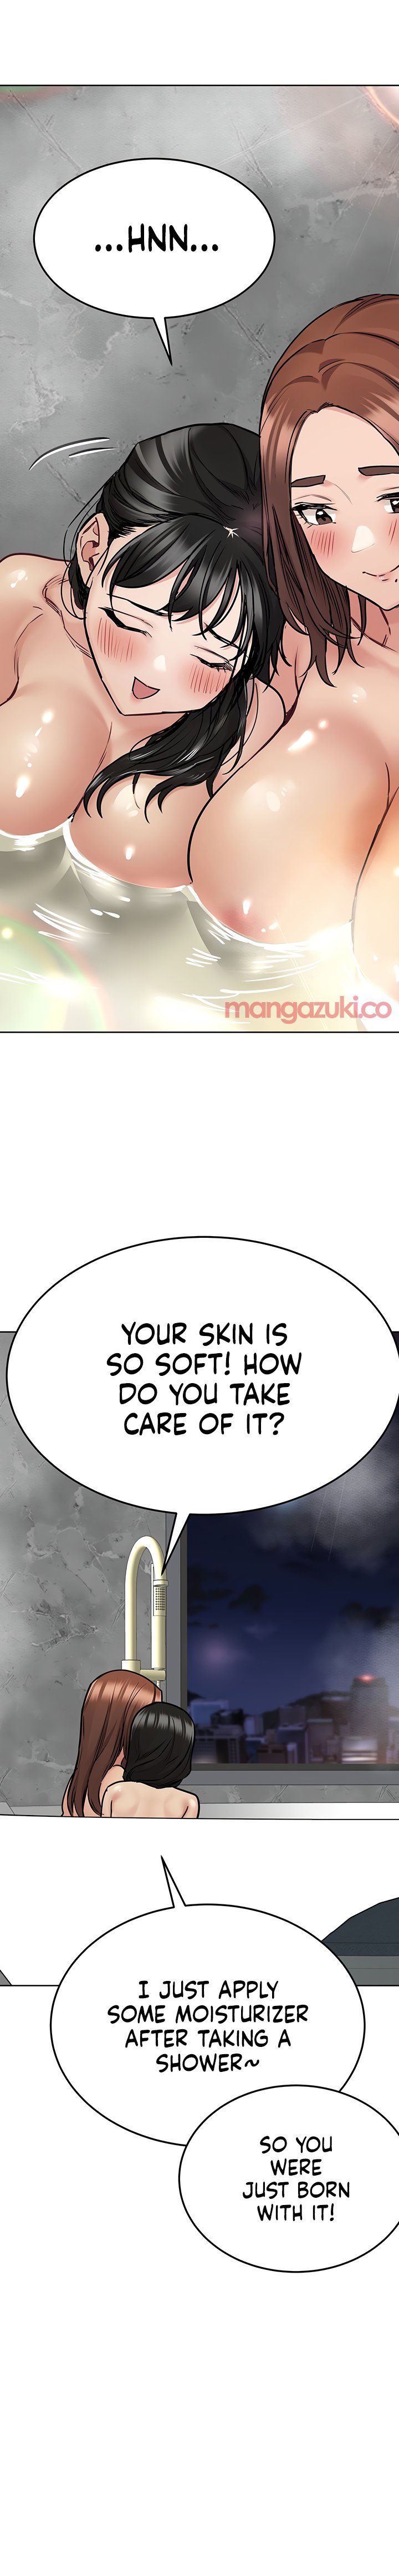 ...HNN...
mangazuki.co
YOUR SKIN IS
SO SOFT! HOW
DO YOU TAKE
CARE OF IT?
I JUST APPLY
SOME MOISTURIZER
AFTER TAKING A
SHOWER~
SO YOU
WERE
JUST BORN
WITH IT!